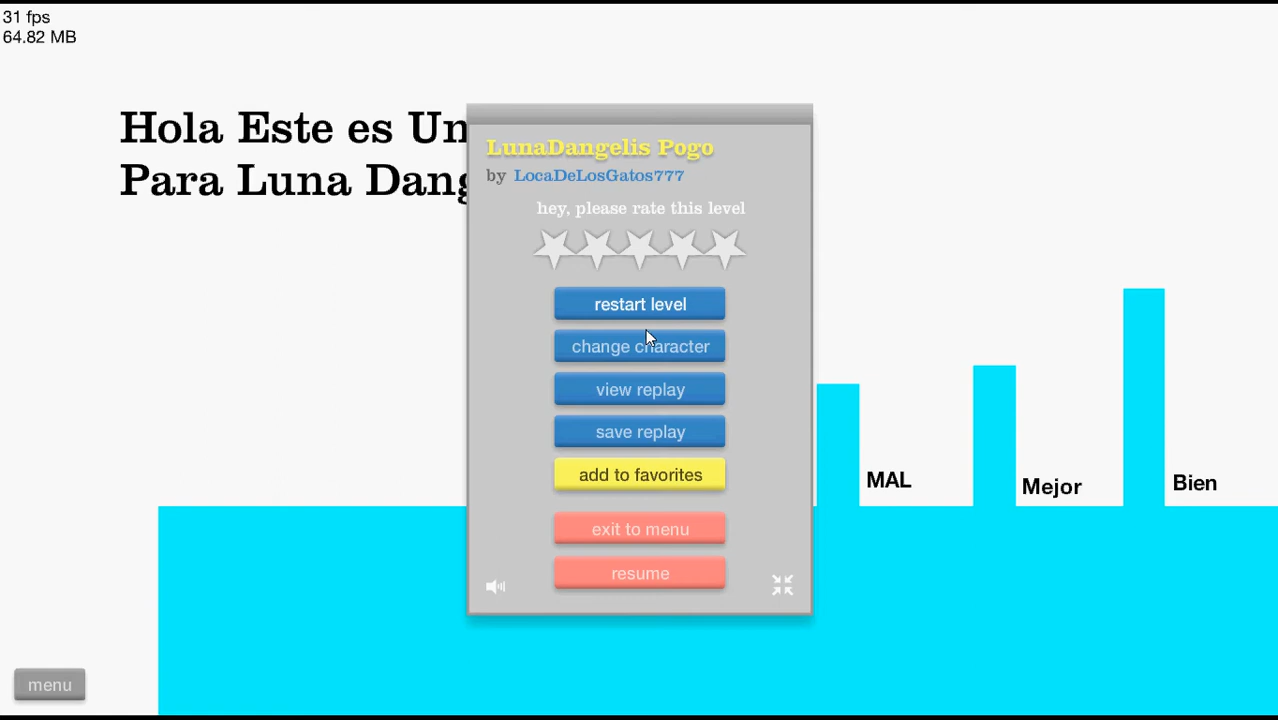 31 fps
64.82 MB
Hola Este es Un
Para Luna Dang
LunaDangelis Pogo
by LocaDeLosGatos777
hey, please rate this level
restart level
change character
view replay
save replay
add to favorites
exit to menu
resume
MAL
Mejor
Bien
menu